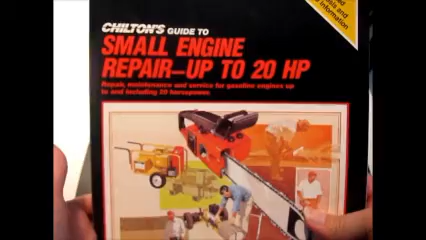 CHILTON'S GUIDE TO
SMALL ENGINE
REPAIR-UP TO 20 HP
Repair, maintenance and service for gasoline engines up
to and including 20 horsepower.
information